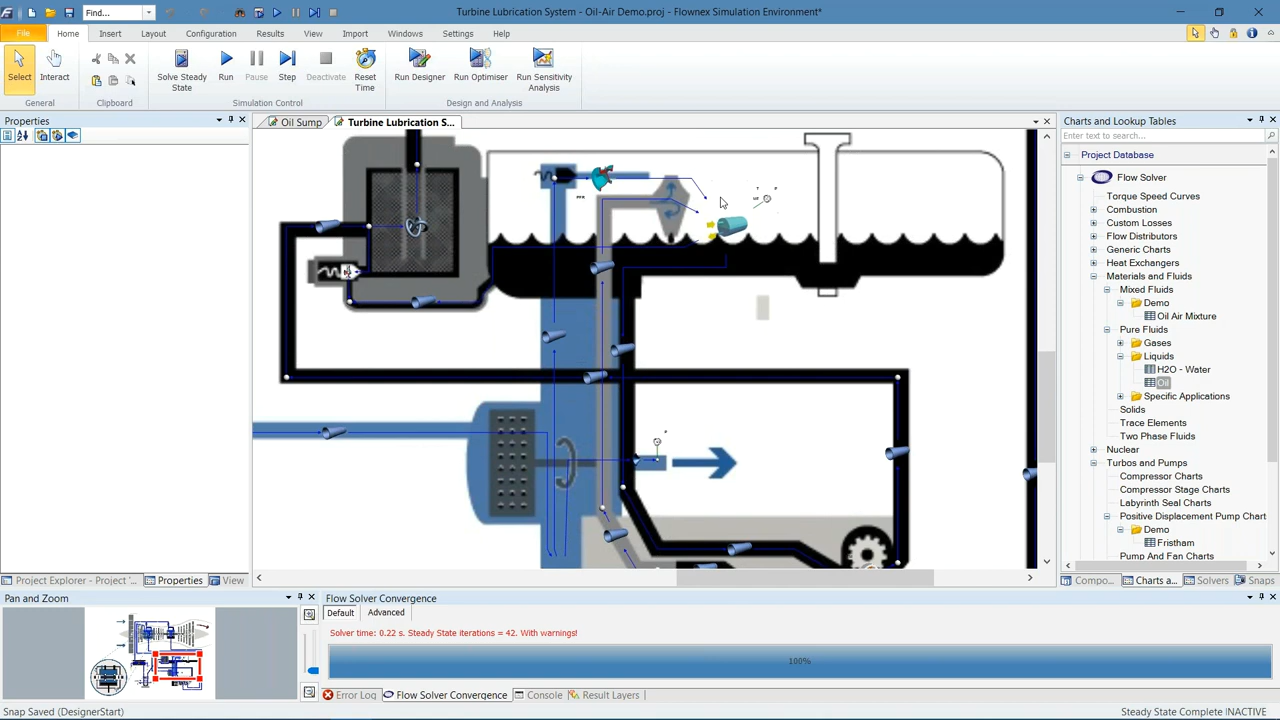 Find...
Turbine Lubrication System - Oil-Air Demo.proj - Flownex Simulation Environment*
File Home Insert Layout Configuration Results View Import Windows Settings Help
Select Interact
Solve Steady State
Run
Pause
Step
Deactivate
Reset Time
Run Designer
Run Optimiser
Run Sensitivity Analysis
General
Clipboard
Simulation Control
Design and Analysis
Properties
Oil Sump
Turbine Lubrication S...
Charts and Lookup Tables
Enter text to search...
Project Database
Flow Solver
Torque Speed Curves
Combustion
Custom Losses
Flow Distributors
Generic Charts
Heat Exchangers
Materials and Fluids
Mixed Fluids
Demo
Oil Air Mixture
Pure Fluids
Gases
Liquids
H2O - Water
Oil
Specific Applications
Solids
Trace Elements
Two Phase Fluids
Nuclear
Turbos and Pumps
Compressor Charts
Compressor Stage Charts
Labyrinth Seal Charts
Positive Displacement Pump Chart
Demo
Fristham
Pump And Fan Charts
Project Explorer - Project '...
Properties
View
Compo...
Charts a...
Solvers
Snaps
Pan and Zoom
Flow Solver Convergence
Default Advanced
Solver time: 0.22 s. Steady State iterations = 42. With warnings!
100%
Error Log
Flow Solver Convergence
Console
Result Layers
Snap Saved (DesignerStart)
Steady State Complete !NACTIVE